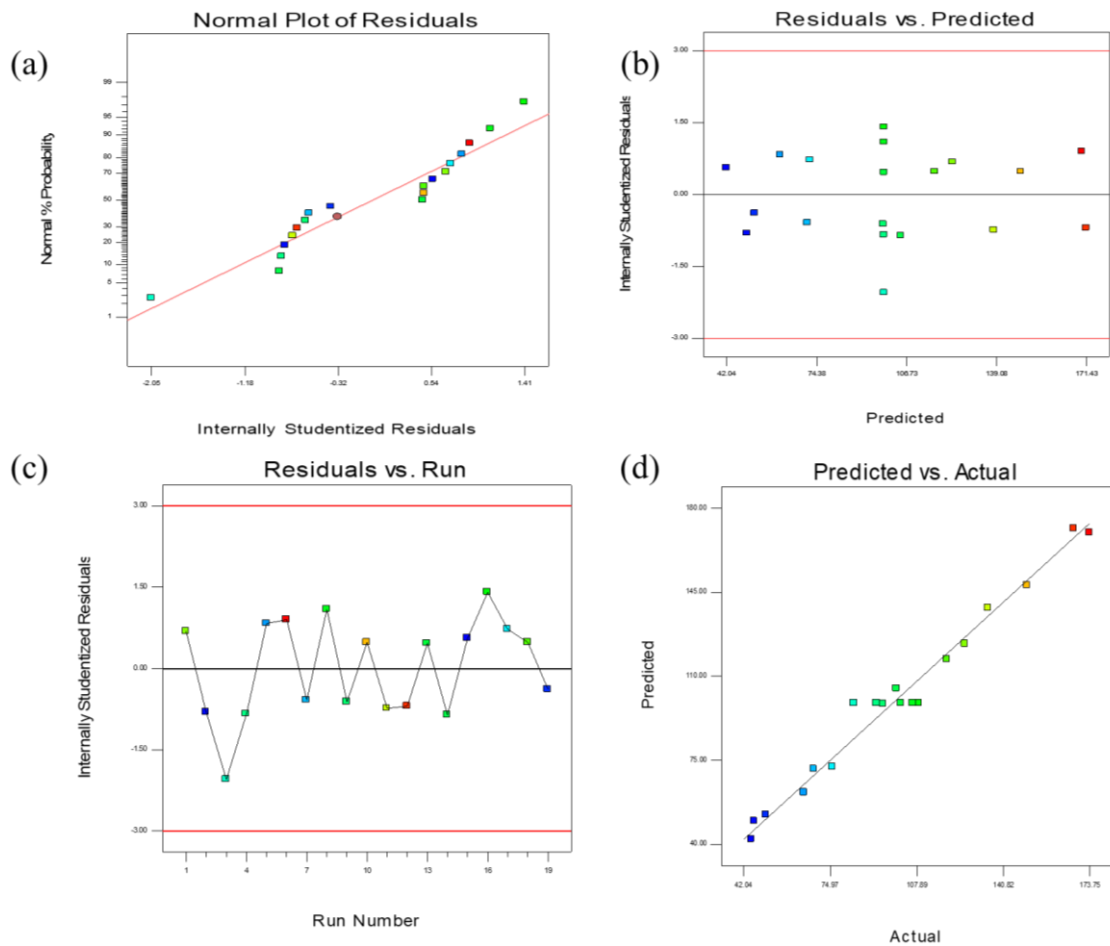 Normal Plot of Residuals
(a)
Normal % Probability
99
95
90
80
70
50
30
20
10
5
1
-2.05 -1.18 -0.32 0.54 1.41
Internally Studentized Residuals
Residuals vs. Predicted
(b)
Internally Studentized Residuals
3.00
1.50
0.00
-1.50
-3.00
42.04 74.38 106.73 139.08 171.43
Predicted
(c)
Residuals vs. Run
Internally Studentized Residuals
3.00
1.50
0.00
-1.50
-3.00
1 4 7 10 13 16 19
Run Number
(d)
Predicted vs. Actual
Predicted
180.00
145.00
110.00
75.00
40.00
42.04 74.97 107.89 140.82 173.75
Actual